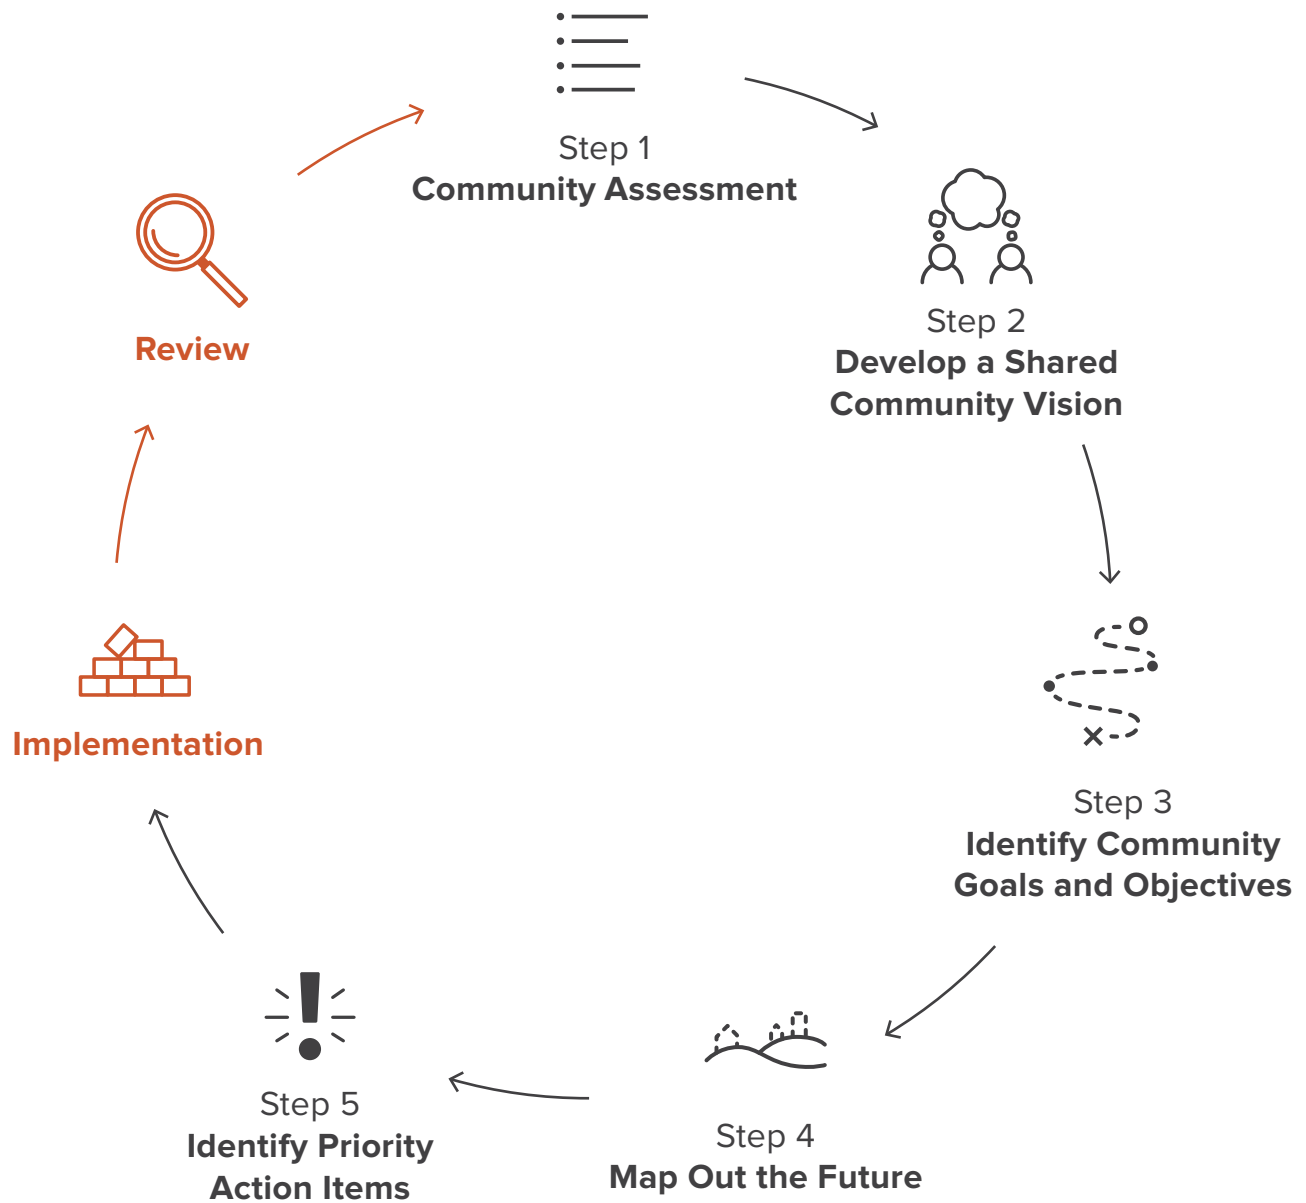 Step 1
Community Assessment
Step 2
Develop a Shared
Community Vision
Step 3
Identify Community
Goals and Objectives
Step 4
Map Out the Future
Step 5
Identify Priority
Action Items
Implementation
Review